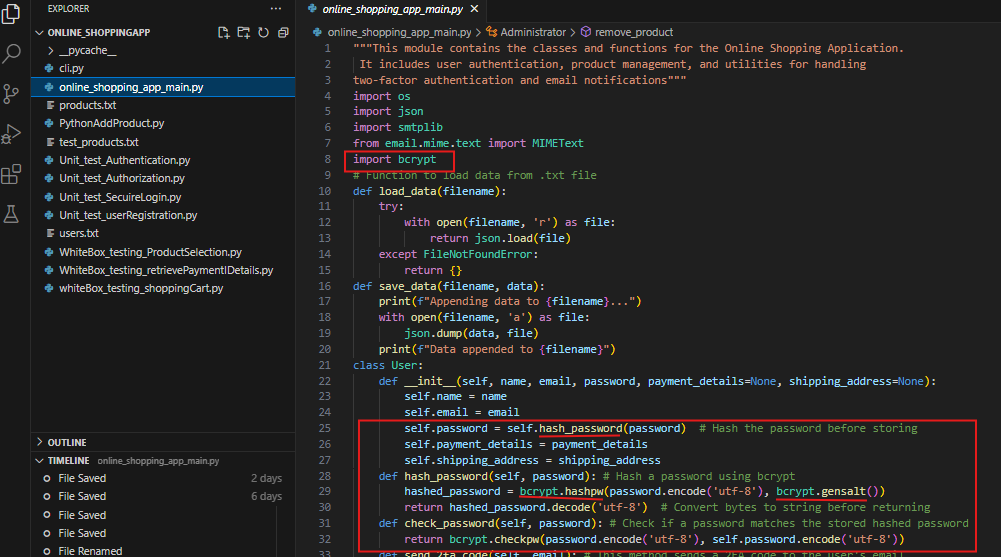 EXPLORER
ONLINE_SHOPPINGAPP
__pycache__
cli.py
online_shopping_app_main.py
products.txt
PythonAddProduct.py
test_products.txt
Unit_test_Authentication.py
Unit_test_Authorization.py
Unit_test_SecuireLogin.py
Unit_test_userRegistration.py
users.txt
WhiteBox_testing_ProductSelection.py
WhiteBox_testing_retrievePaymentlDetails.py
whiteBox_testing_shoppingCart.py
OUTLINE
TIMELINE online_shopping_app_main.py
File Saved 2 days
File Saved 6 days
File Saved
File Saved
File Renamed
online_shopping_app_main.py
online_shopping_app_main.py > Administrator > remove_product
1 """This module contains the classes and functions for the Online Shopping Application.
2 It includes user authentication, product management, and utilities for handling
3 two-factor authentication and email notifications"""
4 import os
5 import json
6 import smtplib
7 from email.mime.text import MIMEText
8 import bcrypt
9 # Function to load data from .txt file
10 def load_data(filename):
11 try:
12 with open(filename, 'r') as file:
13 return json.load(file)
14 except FileNotFoundError:
15 return {}
16 def save_data(filename, data):
17 print(f"Appending data to {filename}...")
18 with open(filename, 'a') as file:
19 json.dump(data, file)
20 print(f"Data appended to {filename}")
21 class User:
22 def __init__(self, name, email, password, payment_details=None, shipping_address=None):
23 self.name = name
24 self.email = email
25 self.password = self.hash_password(password) # Hash the password before storing
26 self.payment_details = payment_details
27 self.shipping_address = shipping_address
28 def hash_password(self, password): # Hash a password using bcrypt
29 hashed_password = bcrypt.hashpw(password.encode('utf-8'), bcrypt.gensalt())
30 return hashed_password.decode('utf-8') # Convert bytes to string before returning
31 def check_password(self, password): # Check if a password matches the stored hashed password
32 return bcrypt.checkpw(password.encode('utf-8'), self.password.encode('utf-8'))
33 def send_2fa_code(self, email): # This method sends a 2FA code to the user's email